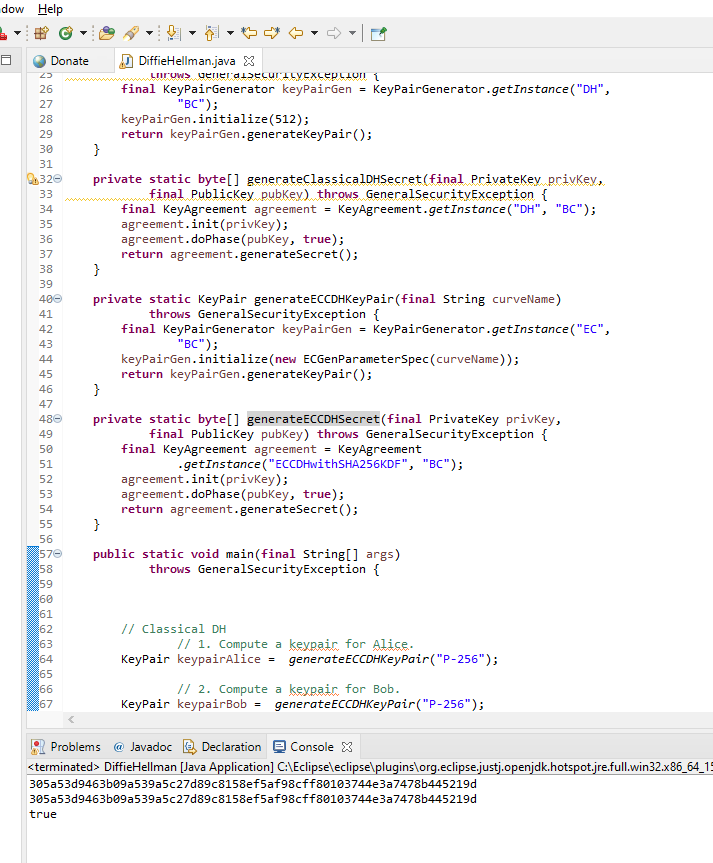 ndow Help
Donate DiffieHellman.java
25 throws GeneralSecurityException {
26 final KeyPairGenerator keyPairGen = KeyPairGenerator.getInstance("DH",
27 "BC");
28 keyPairGen.initialize(512);
29 return keyPairGen.generateKeyPair();
30 }
31
32 private static byte[] generateClassicalDHSecret(final PrivateKey privKey,
33 final PublicKey pubKey) throws GeneralSecurityException {
34 final KeyAgreement agreement = KeyAgreement.getInstance("DH", "BC");
35 agreement.init(privKey);
36 agreement.doPhase(pubKey, true);
37 return agreement.generateSecret();
38 }
39
40 private static KeyPair generateECCDHKeyPair(final String curveName)
41 throws GeneralSecurityException {
42 final KeyPairGenerator keyPairGen = KeyPairGenerator.getInstance("EC",
43 "BC");
44 keyPairGen.initialize(new ECGenParameterSpec(curveName));
45 return keyPairGen.generateKeyPair();
46 }
47
48 private static byte[] generateECCDHSecret(final PrivateKey privKey,
49 final PublicKey pubKey) throws GeneralSecurityException {
50 final KeyAgreement agreement = KeyAgreement
51 .getInstance("ECCDHwithSHA256KDF", "BC");
52 agreement.init(privKey);
53 agreement.doPhase(pubKey, true);
54 return agreement.generateSecret();
55 }
56
57 public static void main(final String[] args)
58 throws GeneralSecurityException {
59
60
61
62 // Classical DH
63 // 1. Compute a keypair for Alice.
64 KeyPair keypairAlice = generateECCDHKeyPair("P-256");
65
66 // 2. Compute a keypair for Bob.
67 KeyPair keypairBob = generateECCDHKeyPair("P-256");
Problems @ Javadoc Declaration Console
<terminated> DiffieHellman [Java Application] C:\Eclipse\eclipse\plugins\org.eclipse.justj.openjdk.hotspot.jre.full.win32.x86_64_15
305a53d9463b09a539a5c27d89c8158ef5af98cff80103744e3a7478b445219d
305a53d9463b09a539a5c27d89c8158ef5af98cff80103744e3a7478b445219d
true